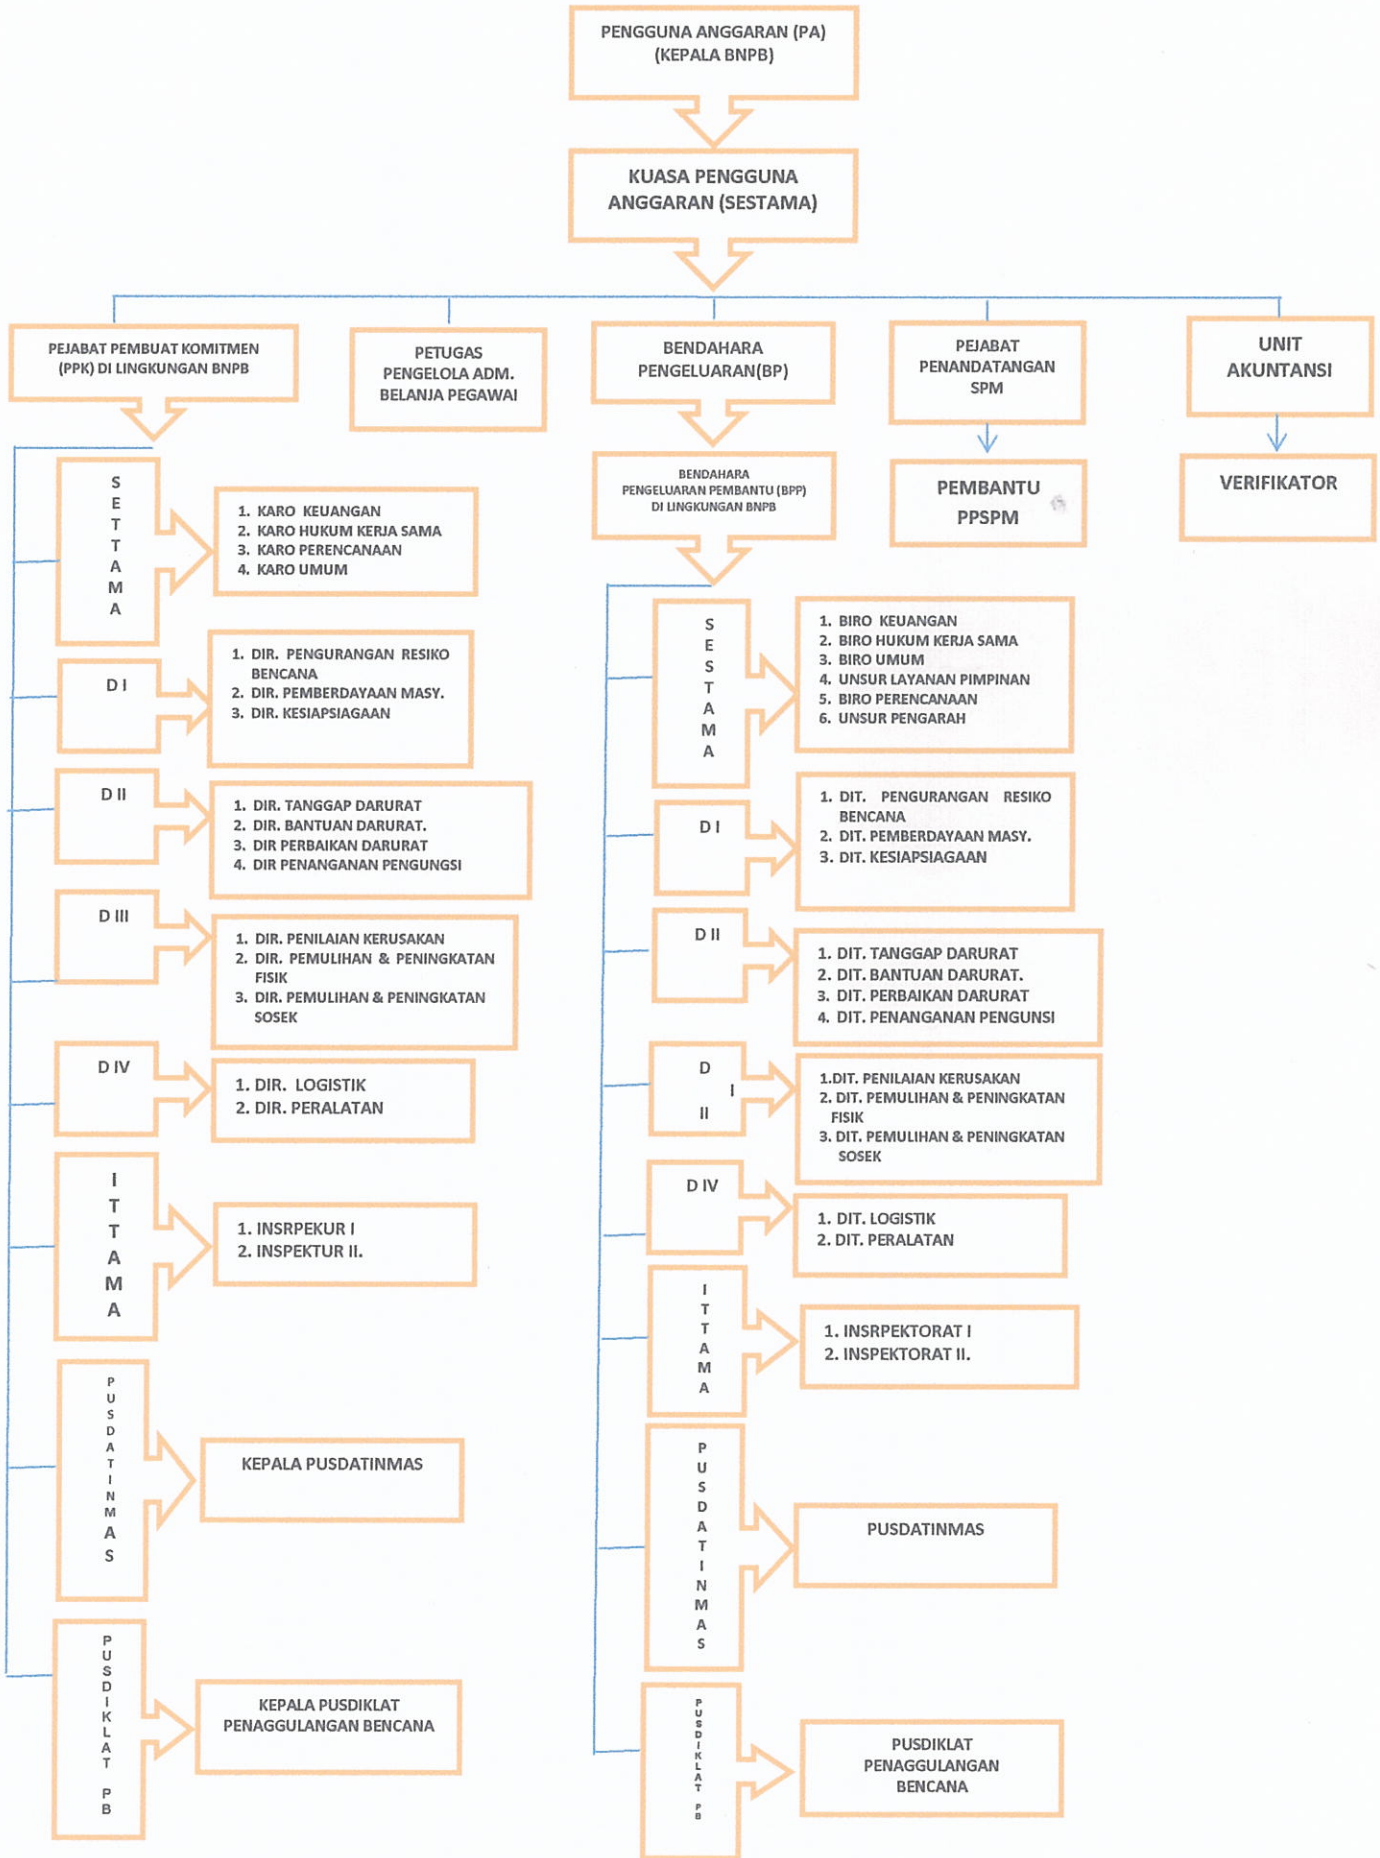 PENGGUNA ANGGARAN (PA)
(KEPALA BNPB)
KUASA PENGGUNA
ANGGARAN (SESTAMA)
PEJABAT PEMBUAT KOMITMEN
(PPK) DI LINGKUNGAN BNPB
PETUGAS
PENGELOLA ADM.
BELANJA PEGAWAI
BENDAHARA
PENGELUARAN(BP)
PEJABAT
PENANDATANGAN
SPM
UNIT
AKUNTANSI
BENDAHARA
PENGELUARAN PEMBANTU (BPP)
DI LINGKUNGAN BNPB
PEMBANTU
PPSPM
VERIFIKATOR
SETTAMA
1. KARO KEUANGAN
2. KARO HUKUM KERJA SAMA
3. KARO PERENCANAAN
4. KARO UMUM
D I
1. DIR. PENGURANGAN RESIKO
BENCANA
2. DIR. PEMBERDAYAAN MASY.
3. DIR. KESIAPSIAGAAN
D II
1. DIR. TANGGAP DARURAT
2. DIR. BANTUAN DARURAT.
3. DIR PERBAIKAN DARURAT
4. DIR PENANGANAN PENGUNGSI
D III
1. DIR. PENILAIAN KERUSAKAN
2. DIR. PEMULIHAN & PENINGKATAN
FISIK
3. DIR. PEMULIHAN & PENINGKATAN
SOSEK
D IV
1. DIR. LOGISTIK
2. DIR. PERALATAN
ITTAMA
1. INSRPEKUR I
2. INSPEKTUR II.
PUSDATINMAS
KEPALA PUSDATINMAS
PUSDIKLAT PB
KEPALA PUSDIKLAT
PENAGGULANGAN BENCANA
SESTAMA
1. BIRO KEUANGAN
2. BIRO HUKUM KERJA SAMA
3. BIRO UMUM
4. UNSUR LAYANAN PIMPINAN
5. BIRO PERENCANAAN
6. UNSUR PENGARAH
D I
1. DIT. PENGURANGAN RESIKO
BENCANA
2. DIT. PEMBERDAYAAN MASY.
3. DIT. KESIAPSIAGAAN
D II
1. DIT. TANGGAP DARURAT
2. DIT. BANTUAN DARURAT.
3. DIT. PERBAIKAN DARURAT
4. DIT. PENANGANAN PENGUNSI
D
I
II
1.DIT. PENILAIAN KERUSAKAN
2. DIT. PEMULIHAN & PENINGKATAN
FISIK
3. DIT. PEMULIHAN & PENINGKATAN
SOSEK
D IV
1. DIT. LOGISTIK
2. DIT. PERALATAN
ITTAMA
1. INSRPEKTORAT I
2. INSPEKTORAT II.
PUSDATINMAS
PUSDATINMAS
PUSDIKLAT PB
PUSDIKLAT
PENAGGULANGAN
BENCANA